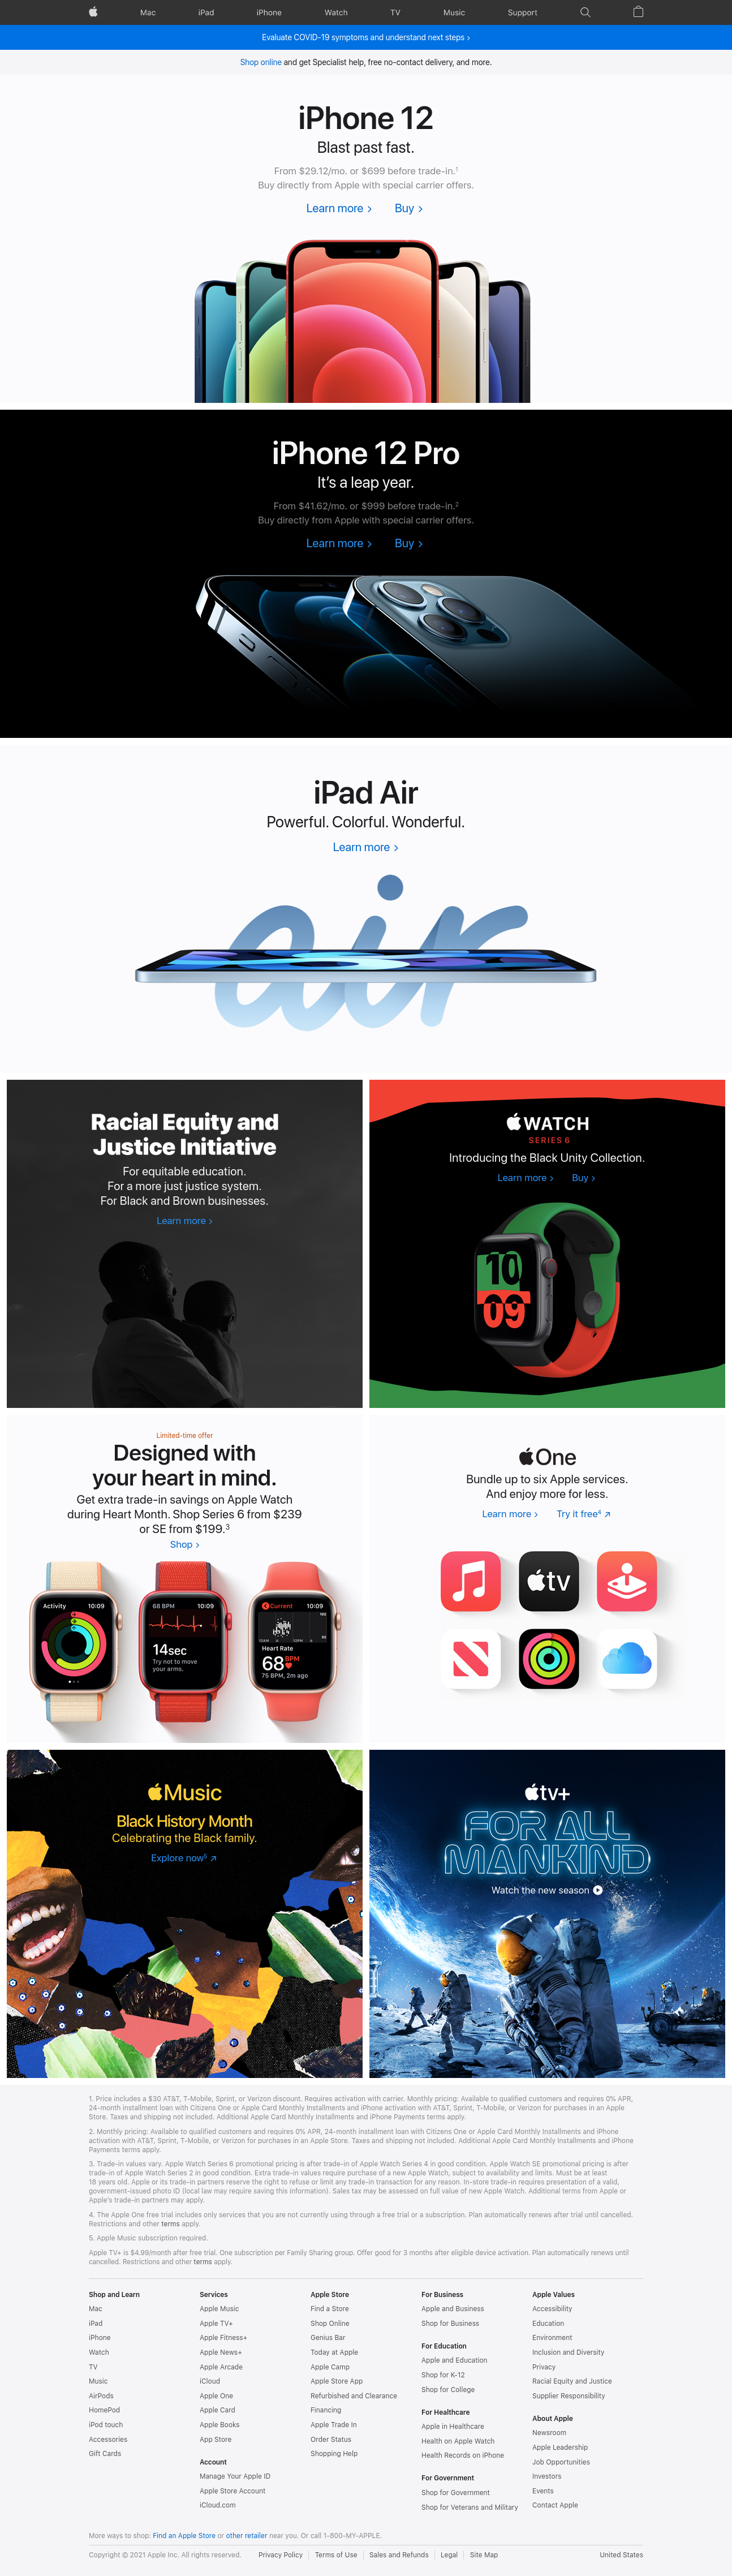 Mac iPad iPhone Watch TV Music Support
Evaluate COVID-19 symptoms and understand next steps >
Shop online and get Specialist help, free no-contact delivery, and more.
iPhone 12
Blast past fast.
From $29.12/mo. or $699 before trade-in.¹
Buy directly from Apple with special carrier offers.
Learn more > Buy >
iPhone 12 Pro
It's a leap year.
From $41.62/mo. or $999 before trade-in.²
Buy directly from Apple with special carrier offers.
Learn more > Buy >
iPad Air
Powerful. Colorful. Wonderful.
Learn more >
air
Racial Equity and
Justice Initiative
For equitable education.
For a more just justice system.
For Black and Brown businesses.
Learn more >
WATCH
SERIES 6
Introducing the Black Unity Collection.
Learn more > Buy >
10
09
Limited-time offer
Designed with
your heart in mind.
Get extra trade-in savings on Apple Watch
during Heart Month. Shop Series 6 from $239
or SE from $199.³
Shop >
Activity 10:09
68 BPM 10:09
14sec
Try not to move
your arms.
Current 10:09
Heart Rate
68 BPM
75 BPM, 2m ago
One
Bundle up to six Apple services.
And enjoy more for less.
Learn more > Try it free⁴ ↗
tv
Music
Black History Month
Celebrating the Black family.
Explore now⁵ ↗
tv+
FOR ALL
MANKIND
Watch the new season
1. Price includes a $30 AT&T, T-Mobile, Sprint, or Verizon discount. Requires activation with carrier. Monthly pricing: Available to qualified customers and requires 0% APR,
24-month installment loan with Citizens One or Apple Card Monthly Installments and iPhone activation with AT&T, Sprint, T-Mobile, or Verizon for purchases in an Apple
Store. Taxes and shipping not included. Additional Apple Card Monthly Installments and iPhone Payments terms apply.
2. Monthly pricing: Available to qualified customers and requires 0% APR, 24-month installment loan with Citizens One or Apple Card Monthly Installments and iPhone
activation with AT&T, Sprint, T-Mobile, or Verizon for purchases in an Apple Store. Taxes and shipping not included. Additional Apple Card Monthly Installments and iPhone
Payments terms apply.
3. Trade-in values vary. Apple Watch Series 6 promotional pricing is after trade-in of Apple Watch Series 4 in good condition. Apple Watch SE promotional pricing is after
trade-in of Apple Watch Series 2 in good condition. Extra trade-in values require purchase of a new Apple Watch, subject to availability and limits. Must be at least
18 years old. Apple or its trade-in partners reserve the right to refuse or limit any trade-in transaction for any reason. In-store trade-in requires presentation of a valid,
government-issued photo ID (local law may require saving this information). Sales tax may be assessed on full value of new Apple Watch. Additional terms from Apple or
Apple's trade-in partners may apply.
4. The Apple One free trial includes only services that you are not currently using through a free trial or a subscription. Plan automatically renews after trial until cancelled.
Restrictions and other terms apply.
5. Apple Music subscription required.
Apple TV+ is $4.99/month after free trial. One subscription per Family Sharing group. Offer good for 3 months after eligible device activation. Plan automatically renews until
cancelled. Restrictions and other terms apply.
Shop and Learn
Mac
iPad
iPhone
Watch
TV
Music
AirPods
HomePod
iPod touch
Accessories
Gift Cards
Services
Apple Music
Apple TV+
Apple Fitness+
Apple News+
Apple Arcade
iCloud
Apple One
Apple Card
Apple Books
App Store
Account
Manage Your Apple ID
Apple Store Account
iCloud.com
Apple Store
Find a Store
Shop Online
Genius Bar
Today at Apple
Apple Camp
Apple Store App
Refurbished and Clearance
Financing
Apple Trade In
Order Status
Shopping Help
For Business
Apple and Business
Shop for Business
For Education
Apple and Education
Shop for K-12
Shop for College
For Healthcare
Apple in Healthcare
Health on Apple Watch
Health Records on iPhone
For Government
Shop for Government
Shop for Veterans and Military
Apple Values
Accessibility
Education
Environment
Inclusion and Diversity
Privacy
Racial Equity and Justice
Supplier Responsibility
About Apple
Newsroom
Apple Leadership
Job Opportunities
Investors
Events
Contact Apple
More ways to shop: Find an Apple Store or other retailer near you. Or call 1-800-MY-APPLE.
Copyright © 2021 Apple Inc. All rights reserved. Privacy Policy | Terms of Use | Sales and Refunds | Legal | Site Map United States